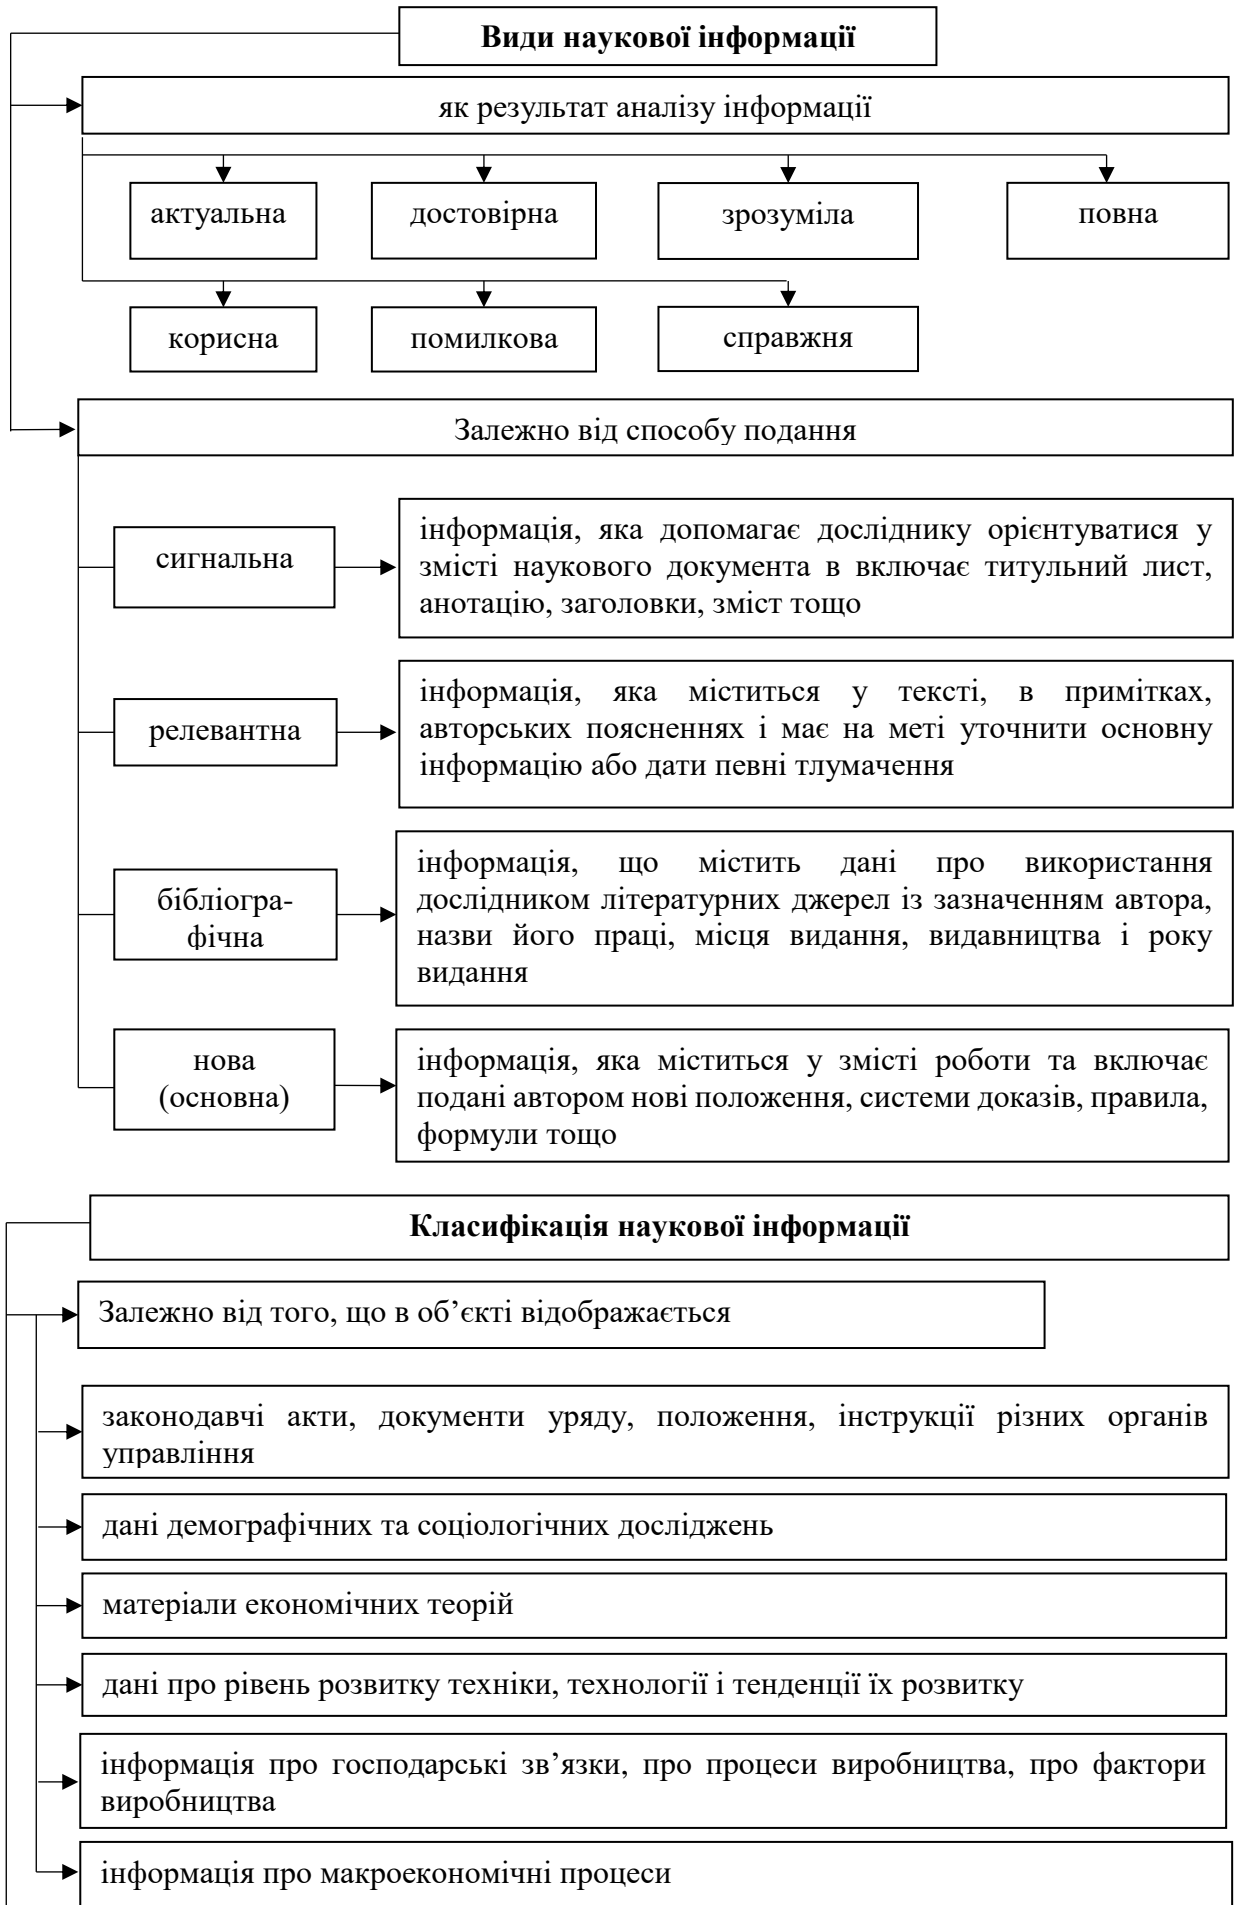 Види наукової інформації
як результат аналізу інформації
актуальна
достовірна
зрозуміла
повна
корисна
помилкова
справжня
Залежно від способу подання
сигнальна
інформація, яка допомагає досліднику орієнтуватися у
змісті наукового документа в включає титульний лист,
анотацію, заголовки, зміст тощо
релевантна
інформація, яка міститься у тексті, в примітках,
авторських поясненнях і має на меті уточнити основну
інформацію або дати певні тлумачення
бібліогра-
фічна
інформація, що містить дані про використання
дослідником літературних джерел із зазначенням автора,
назви його праці, місця видання, видавництва і року
видання
нова
(основна)
інформація, яка міститься у змісті роботи та включає
подані автором нові положення, системи доказів, правила,
формули тощо
Класифікація наукової інформації
Залежно від того, що в об’єкті відображається
законодавчі акти, документи уряду, положення, інструкції різних органів
управління
дані демографічних та соціологічних досліджень
матеріали економічних теорій
дані про рівень розвитку техніки, технології і тенденції їх розвитку
інформація про господарські зв’язки, про процеси виробництва, про фактори
виробництва
інформація про макроекономічні процеси